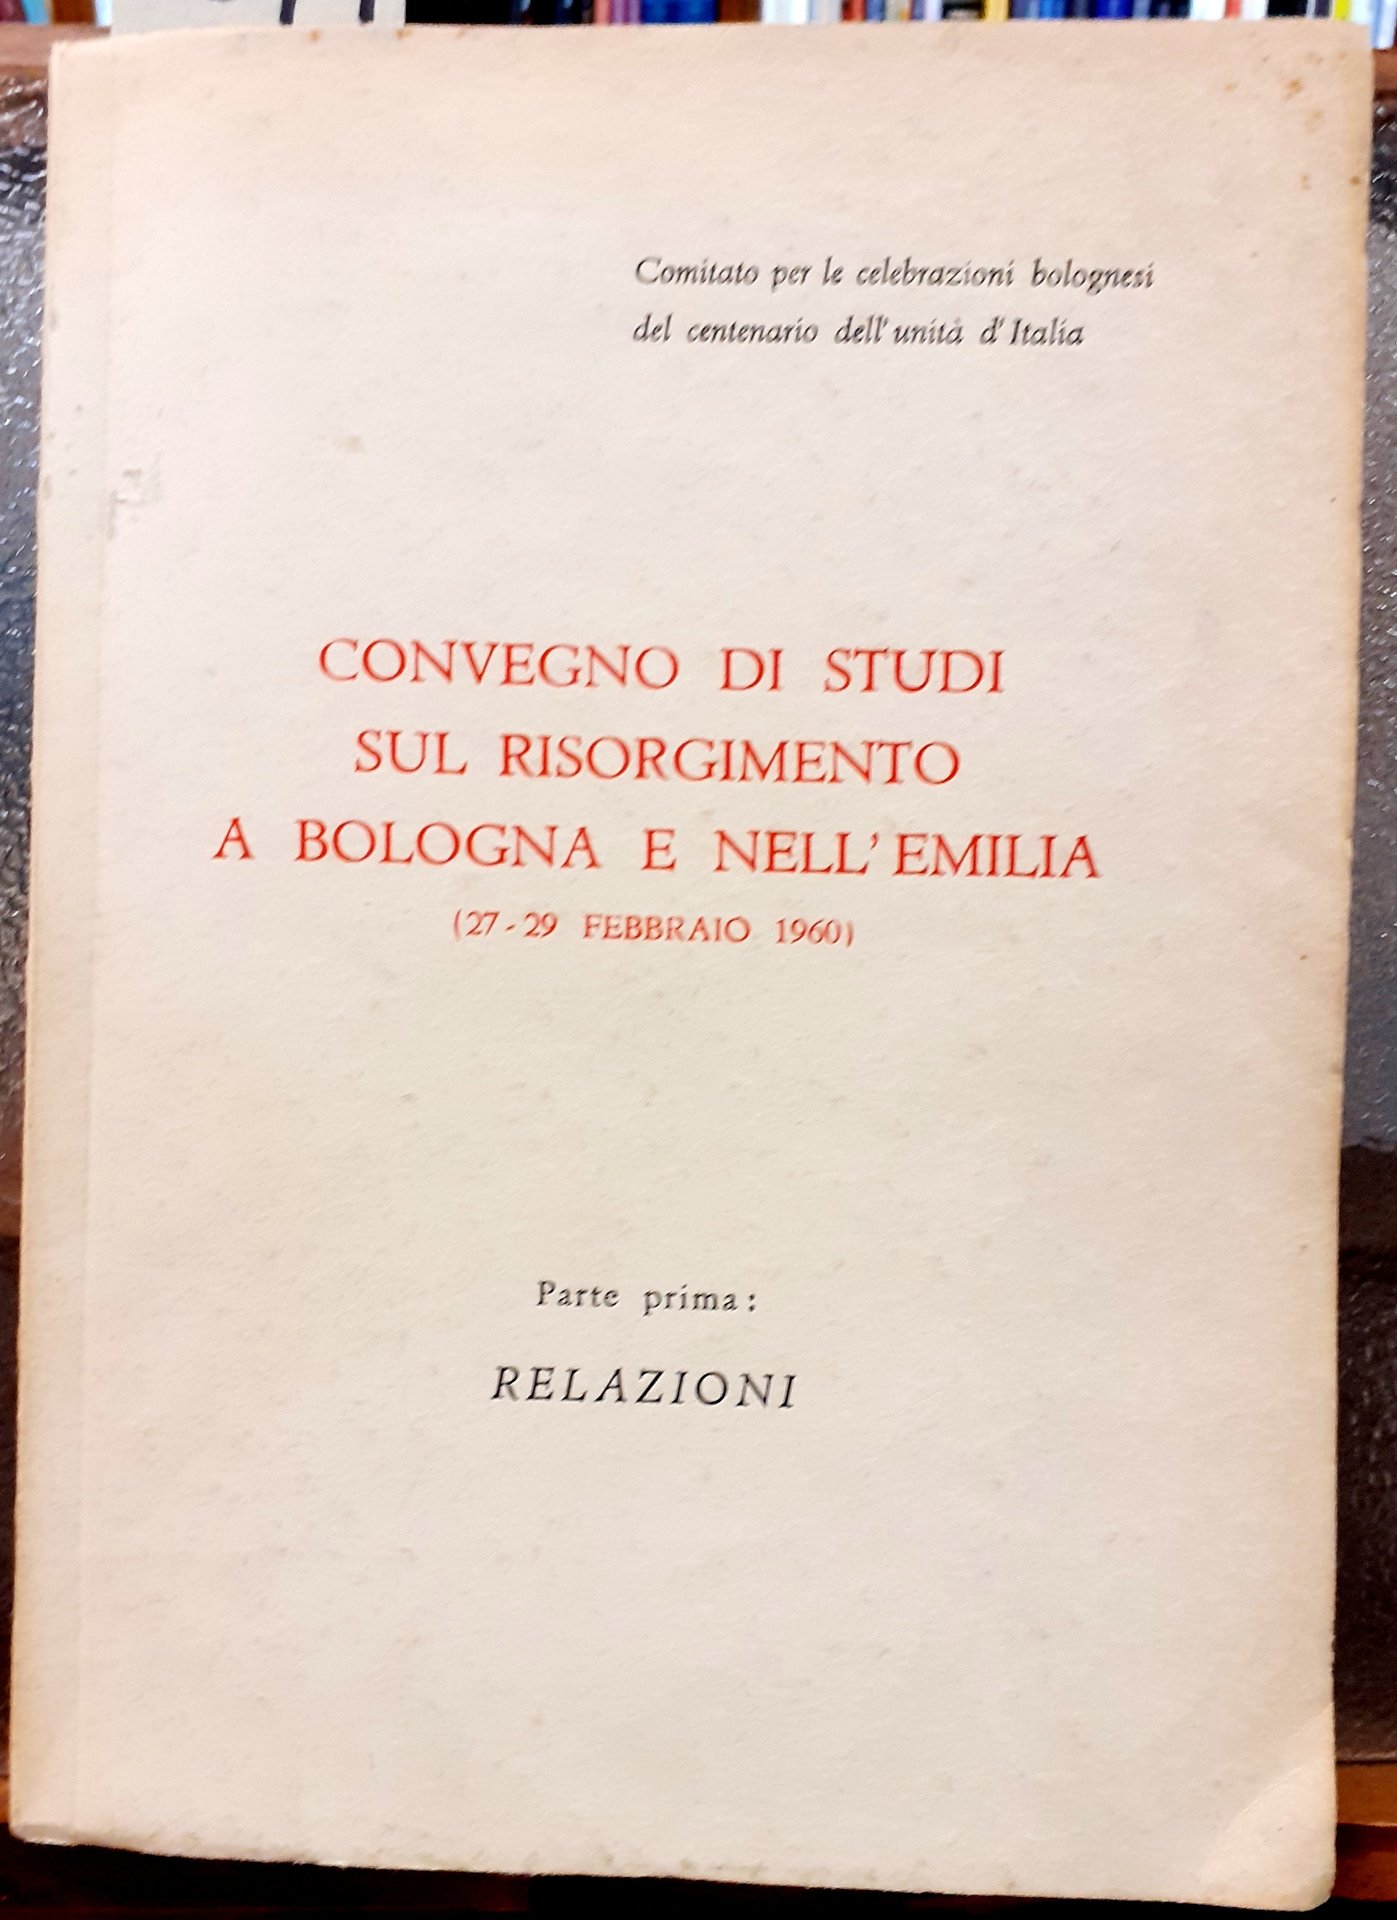 Comitato per le celebrazioni bolognesi
del centenario dell'unità d'Italia
CONVEGNO DI STUDI
SUL RISORGIMENTO
A BOLOGNA E NELL'EMILIA
(27-29 FEBBRAIO 1960)
Parte prima:
RELAZIONI